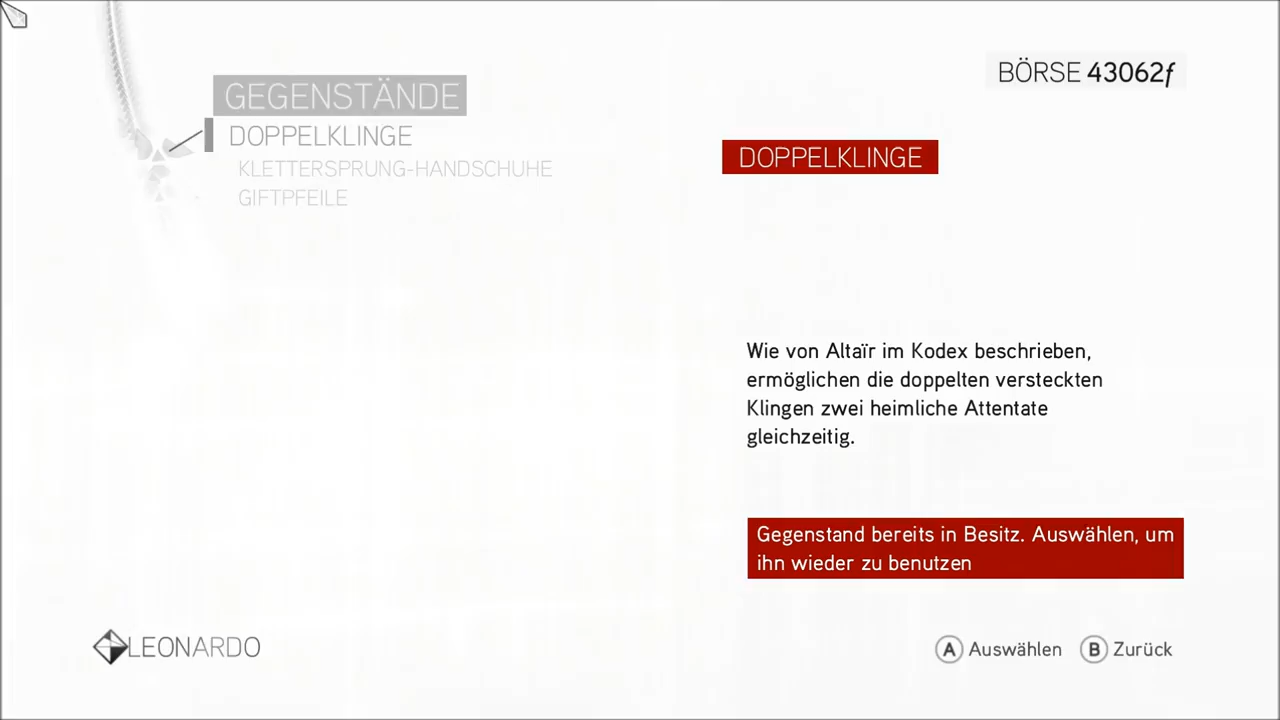 GEGENSTÄNDE
DOPPELKLINGE
KLETTERSPRUNG-HANDSCHUHE
GIFTPFEILE
BÖRSE 43062ƒ
DOPPELKLINGE
Wie von Altaïr im Kodex beschrieben,
ermöglichen die doppelten versteckten
Klingen zwei heimliche Attentate
gleichzeitig.
Gegenstand bereits in Besitz. Auswählen, um
ihn wieder zu benutzen
LEONARDO
A Auswählen B Zurück